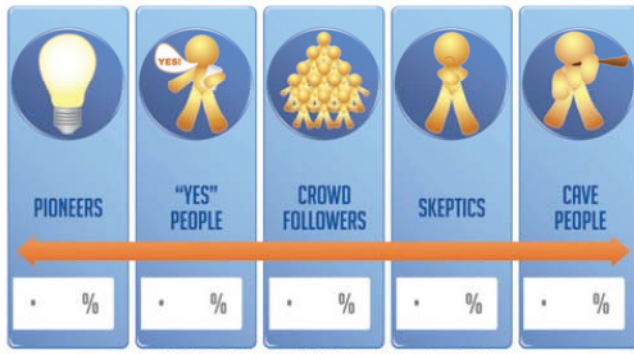 YES!
PIONEERS
"YES"
PEOPLE
CROWD
FOLLOWERS
SKEPTICS
CAVE
PEOPLE
· %
· %
· %
· %
· %